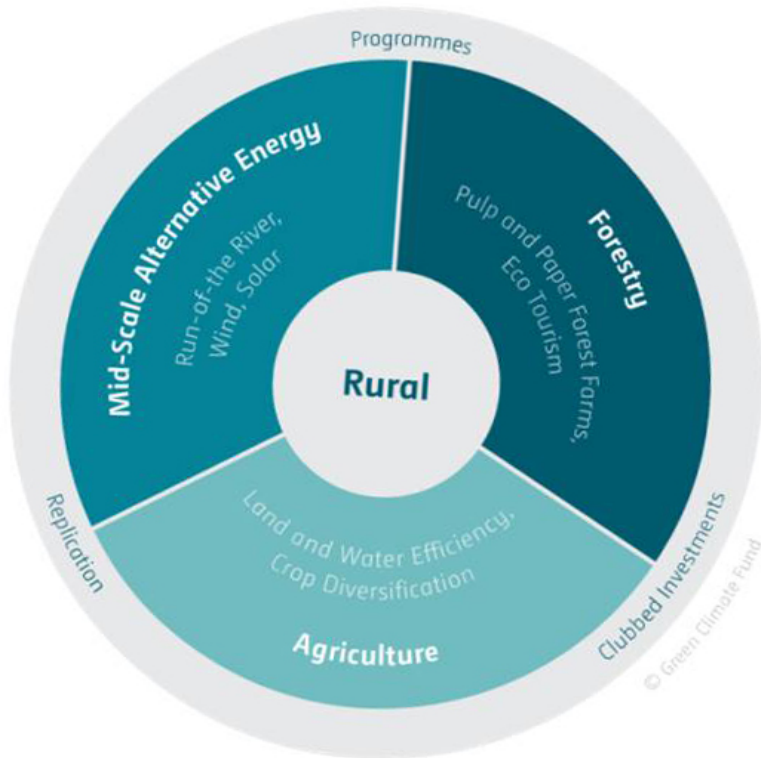 Programmes
Mid-Scale Alternative Energy
Run-of-the River,
Wind, Solar
Forestry
Pulp and Paper Forest Farms,
Eco Tourism
Rural
Land and Water Efficiency,
Crop Diversification
Agriculture
Replication
Clubbed Investments
© Green Climate Fund